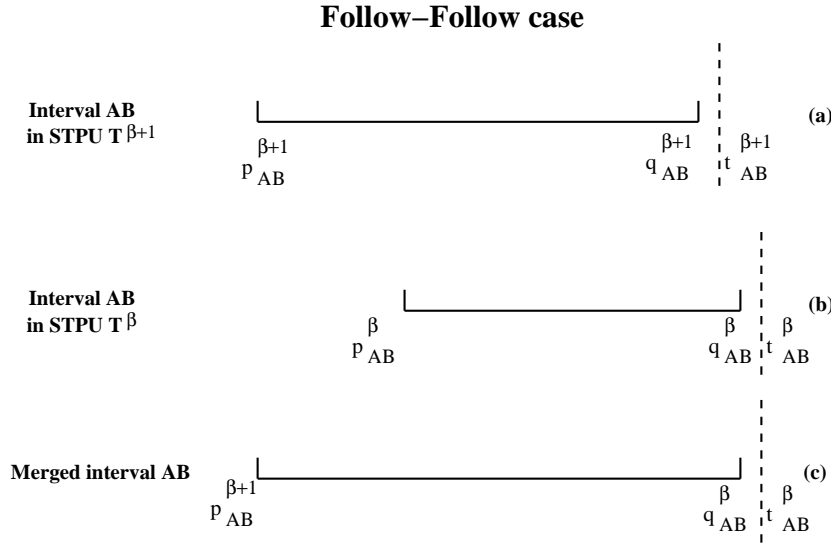 Follow–Follow case
Interval AB
in STPU T β+1
(a)
p AB β+1
q AB β+1
t AB β+1
Interval AB
in STPU T β
(b)
p AB β
q AB β
t AB β
Merged interval AB
(c)
p AB β+1
q AB β
t AB β